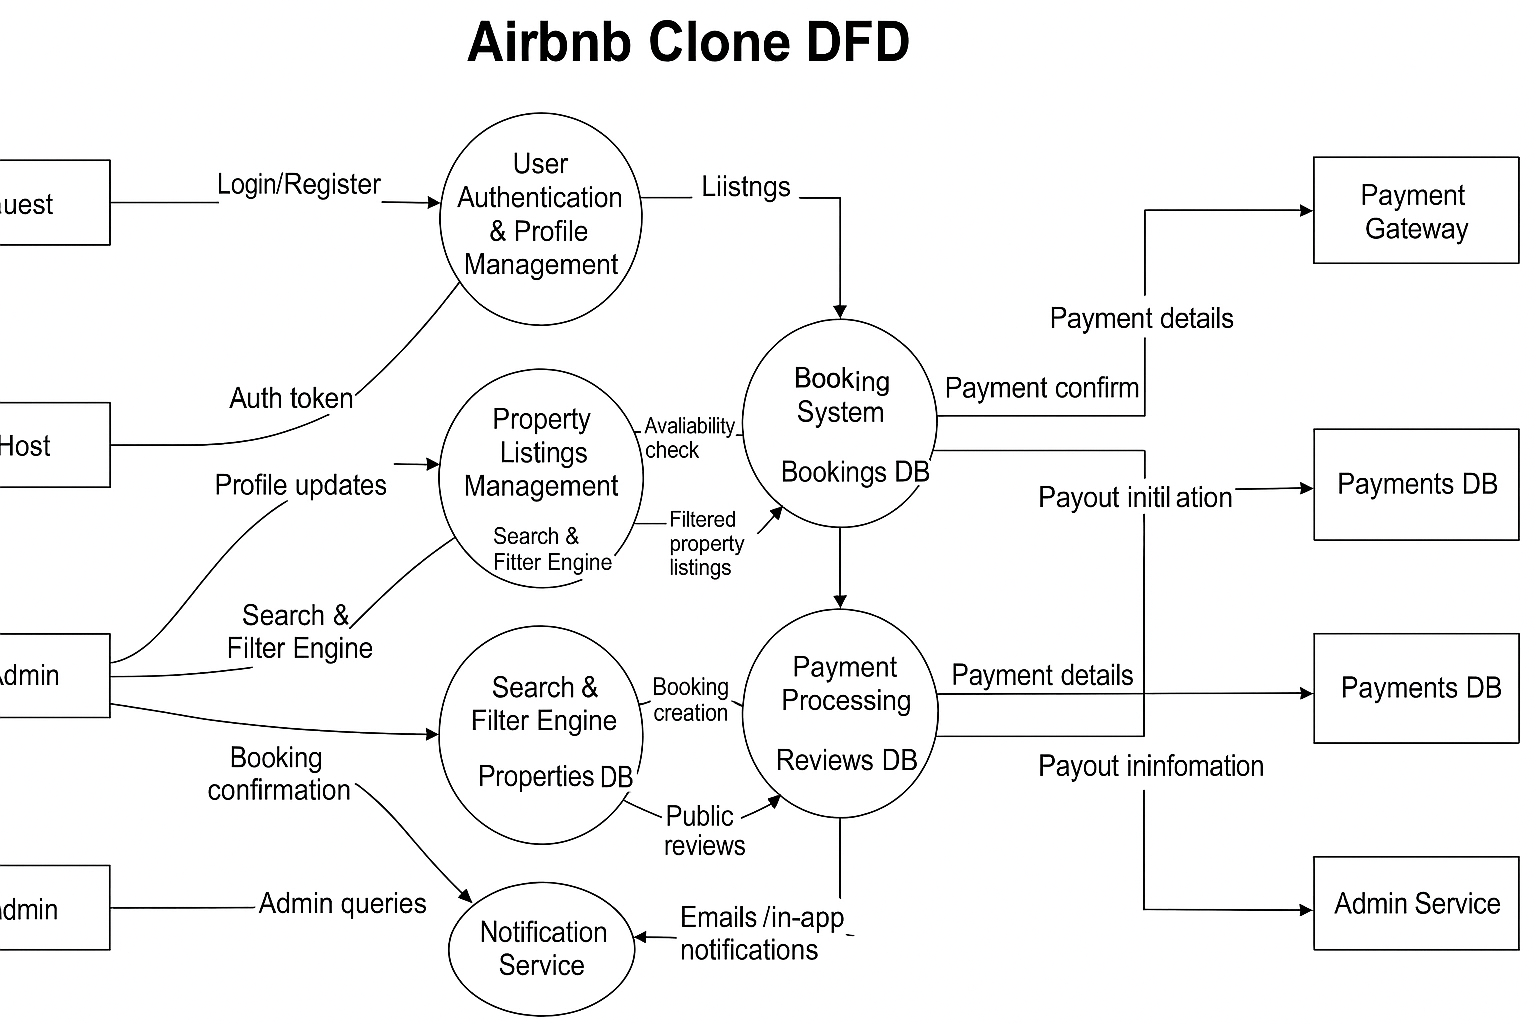 Airbnb Clone DFD
uest
Login/Register
User
Authentication
& Profile
Management
Liistngs
Payment
Gateway
Payment details
Host
Auth token
Profile updates
Property
Listings
Management
Search &
Fitter Engine
Avaliability
check
Filtered
property
listings
Booking
System
Bookings DB
Payment confirm
Payout initil ation
Payments DB
dmin
Search &
Filter Engine
Search &
Filter Engine
Properties DB
Booking
creation
Public
reviews
Payment
Processing
Reviews DB
Payment details
Payments DB
Payout ininfomation
Booking
confirmation
dmin
Admin queries
Notification
Service
Emails /in-app
notifications
Admin Service